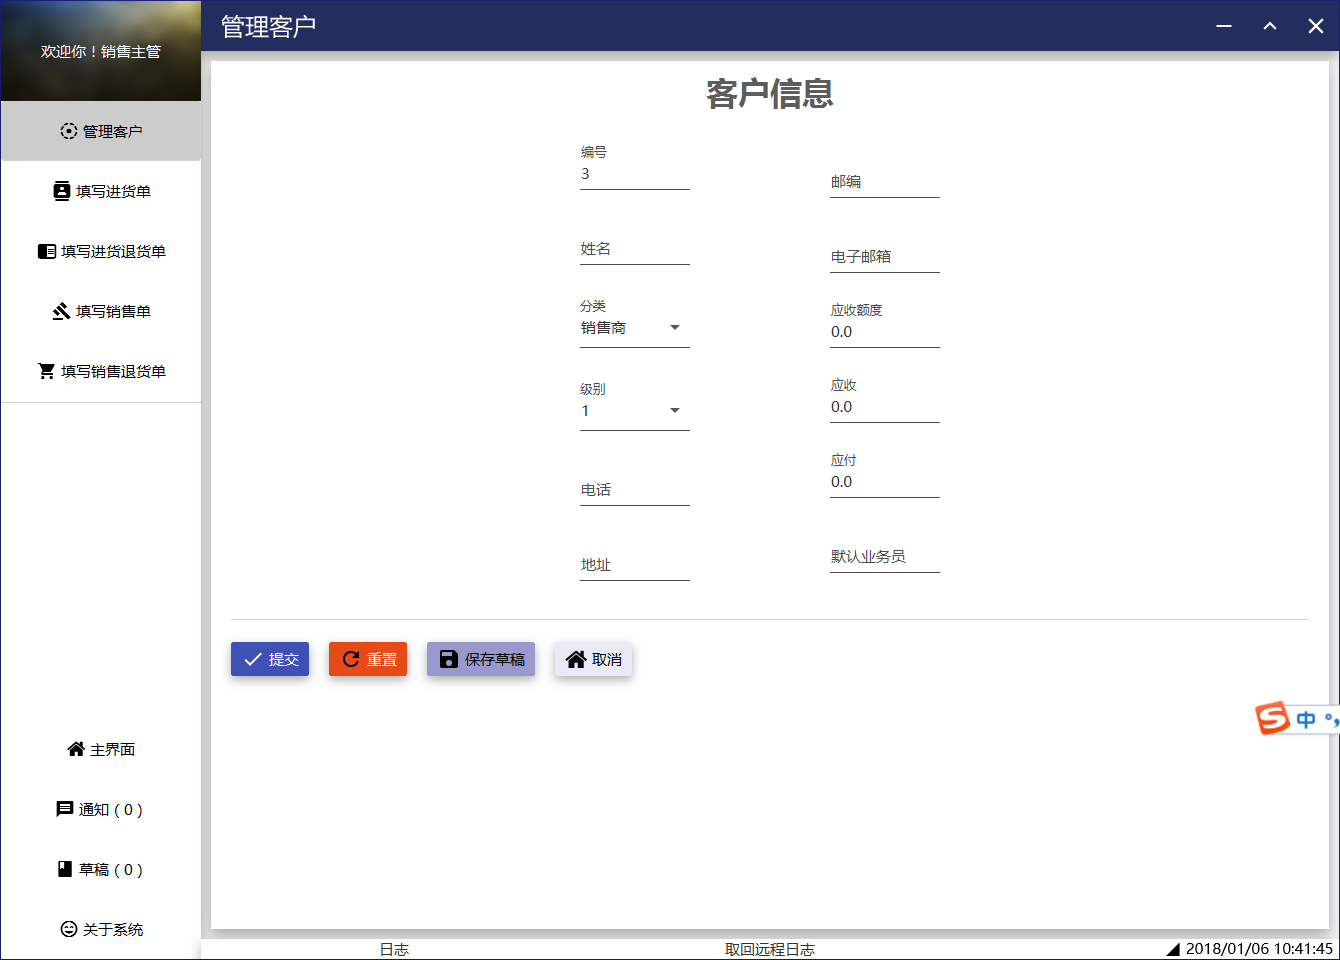 欢迎你！销售主管
管理客户
管理客户
填写进货单
填写进货退货单
填写销售单
填写销售退货单
主界面
通知 ( 0 )
草稿 ( 0 )
关于系统
客户信息
编号
3
姓名
分类
销售商
级别
1
电话
地址
邮编
电子邮箱
应收额度
0.0
应收
0.0
应付
0.0
默认业务员
提交
重置
保存草稿
取消
S 中 °,
日志
取回远程日志
2018/01/06 10:41:45